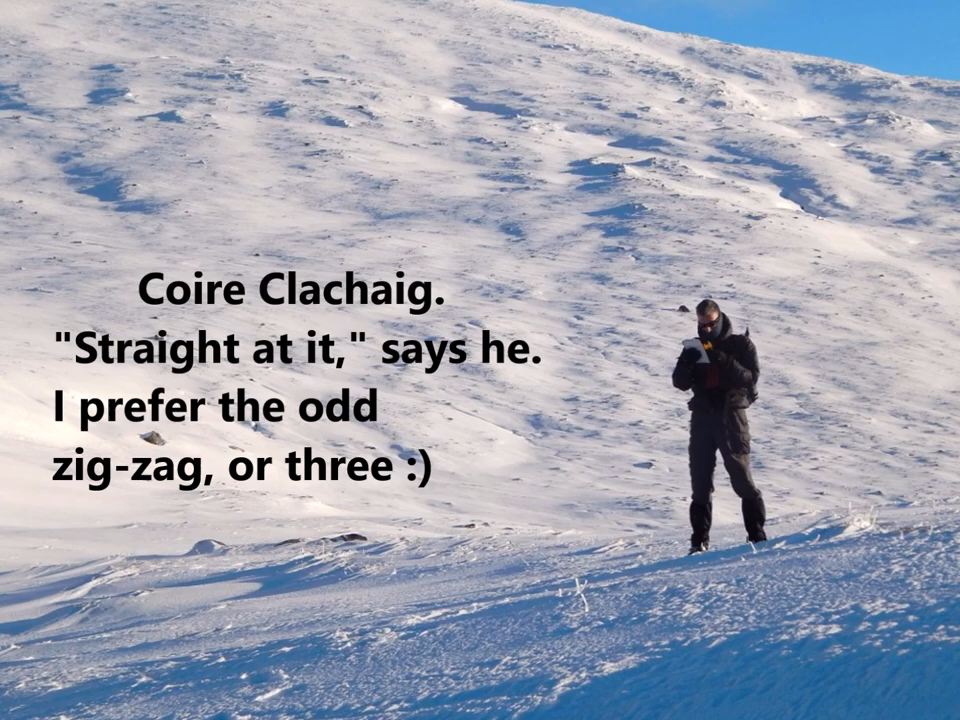 Coire Clachaig.
"Straight at it," says he.
I prefer the odd
zig-zag, or three :)